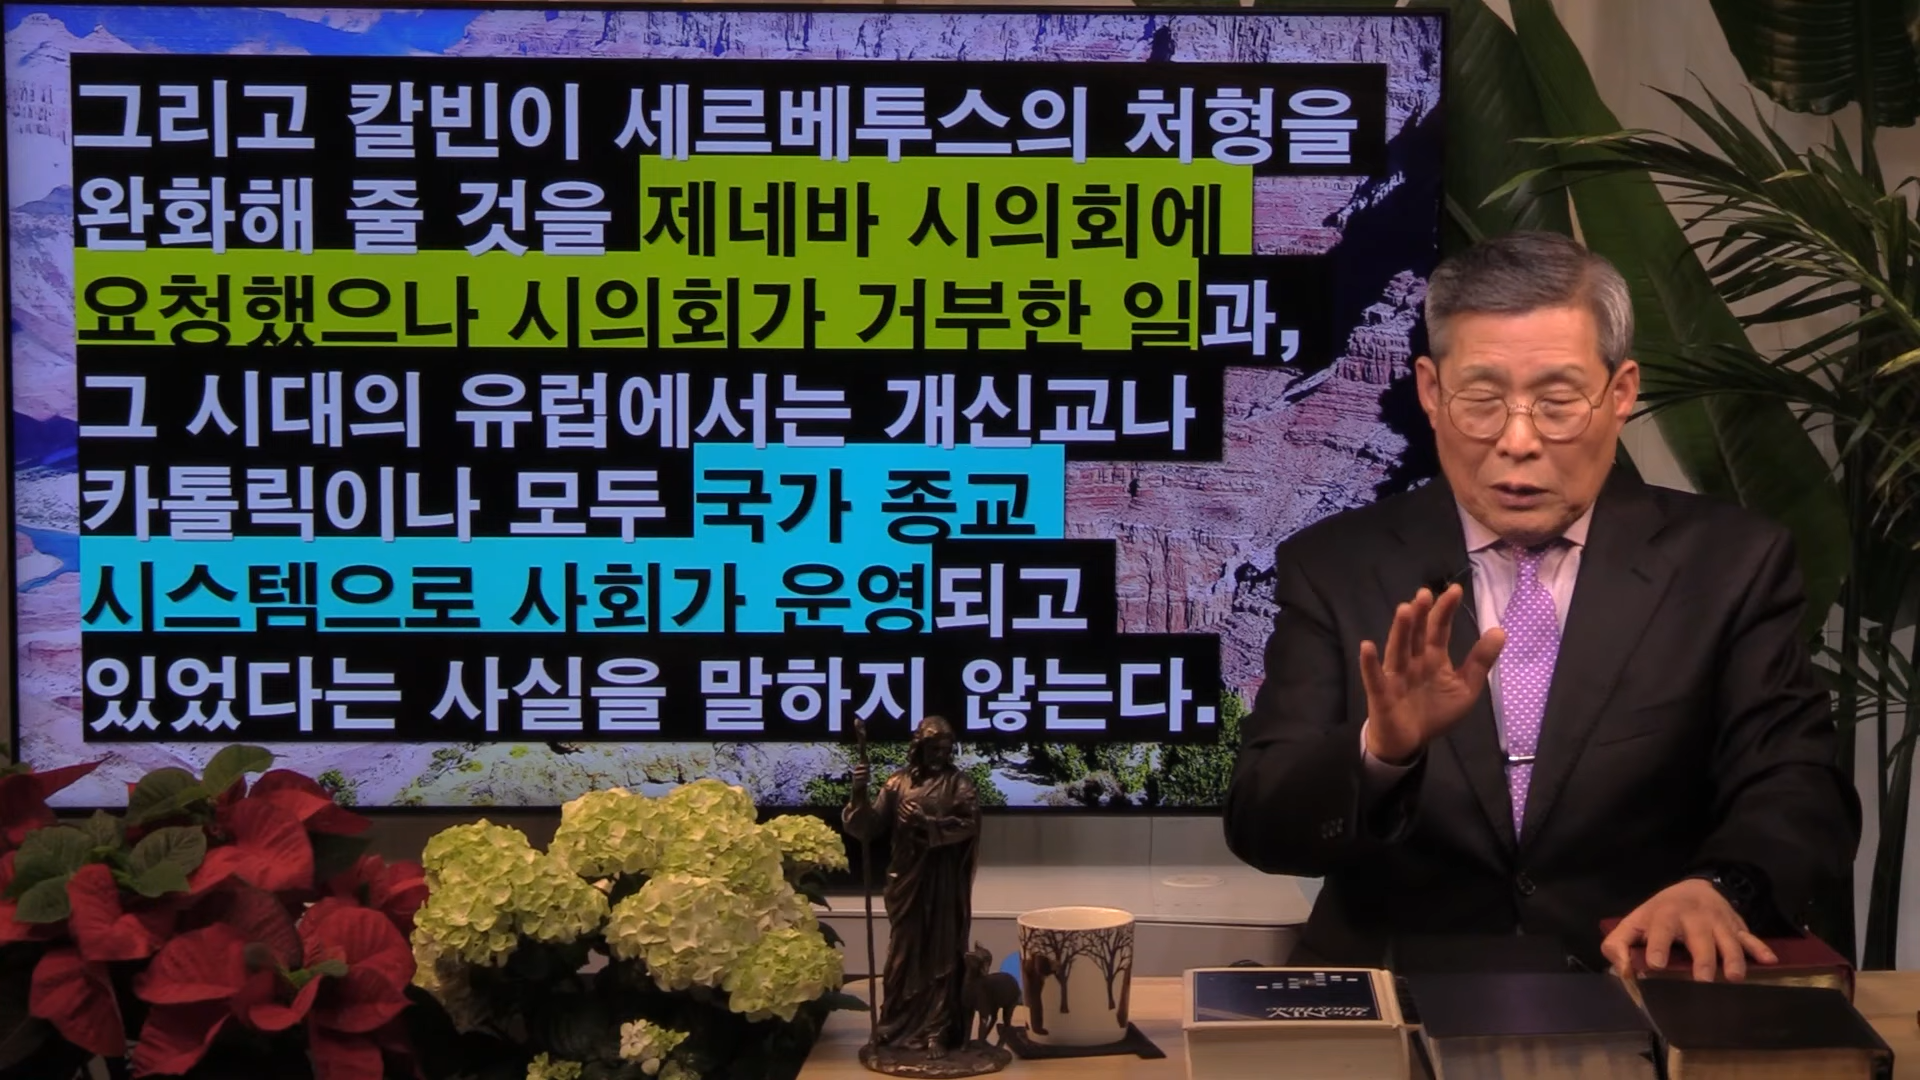 그리고 칼빈이 세르베투스의 처형을
완화해 줄 것을 제네바 시의회에
요청했으나 시의회가 거부한 일과,
그 시대의 유럽에서는 개신교나
카톨릭이나 모두 국가 종교
시스템으로 사회가 운영되고
있었다는 사실을 말하지 않는다.
The NIV
Study Bible